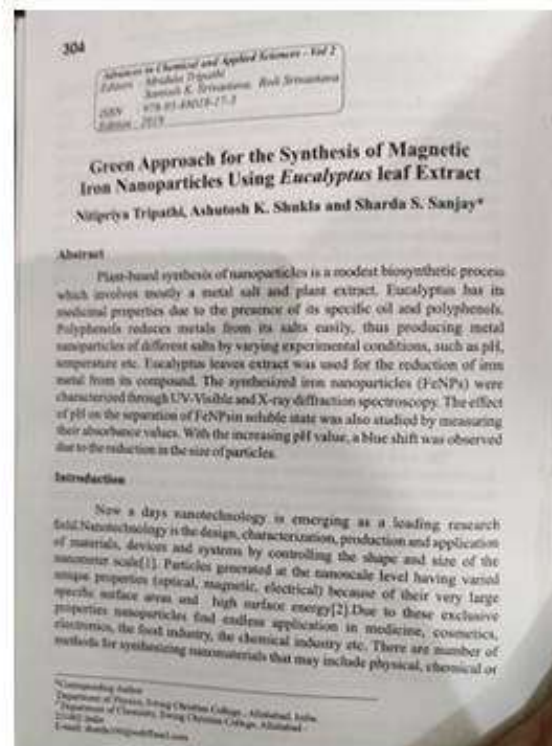 304
Advances in Chemical and Applied Sciences - Vol 2
Editors Mridula Tripathi
Santosh K. Srivastava, Rish Srivastava
ISBN
Edition : 2019
Green Approach for the Synthesis of Magnetic
Iron Nanoparticles Using Eucalyptus leaf Extract
Nitipriya Tripathi, Ashutosh K. Shukla and Sharda S. Sanjay*
Abstract
Plant-based synthesis of nanoparticles is a modest biosynthetic process
which involves mostly a metal salt and plant extract. Eucalyptus has its
medicinal properties due to the presence of its specific oil and polyphenols.
Polyphenols reduces metals from its salts easily, thus producing metal
nanoparticles of different salts by varying experimental conditions, such as pH,
temperature etc. Eucalyptus leaves extract was used for the reduction of iron
metal from its compound. The synthesized iron nanoparticles (FeNPs) were
characterized through UV-Visible and X-ray diffraction spectroscopy. The effect
of pH on the separation of FeNPsin soluble state was also studied by measuring
their absorbance values. With the increasing pH value, a blue shift was observed
due to the reduction in the size of particles.
Introduction
Now a days nanotechnology is emerging as a leading research
field.Nanotechnology is the design, characterization, production and application
of materials, devices and systems by controlling the shape and size of the
nanometer scale[1]. Particles generated at the nanoscale level having varied
unique properties (optical, magnetic, electrical) because of their very large
specific surface areas and high surface energy[2].Due to these exclusive
properties nanoparticles find endless application in medicine, cosmetics,
electronics, the food industry, the chemical industry etc. There are number of
methods for synthesizing nanomaterials that may include physical, chemical or
*Corresponding Author
Department of Physics, Ewing Christian College, Allahabad, India
Department of Chemistry, Ewing Christian College, Allahabad -
India
E-mail: